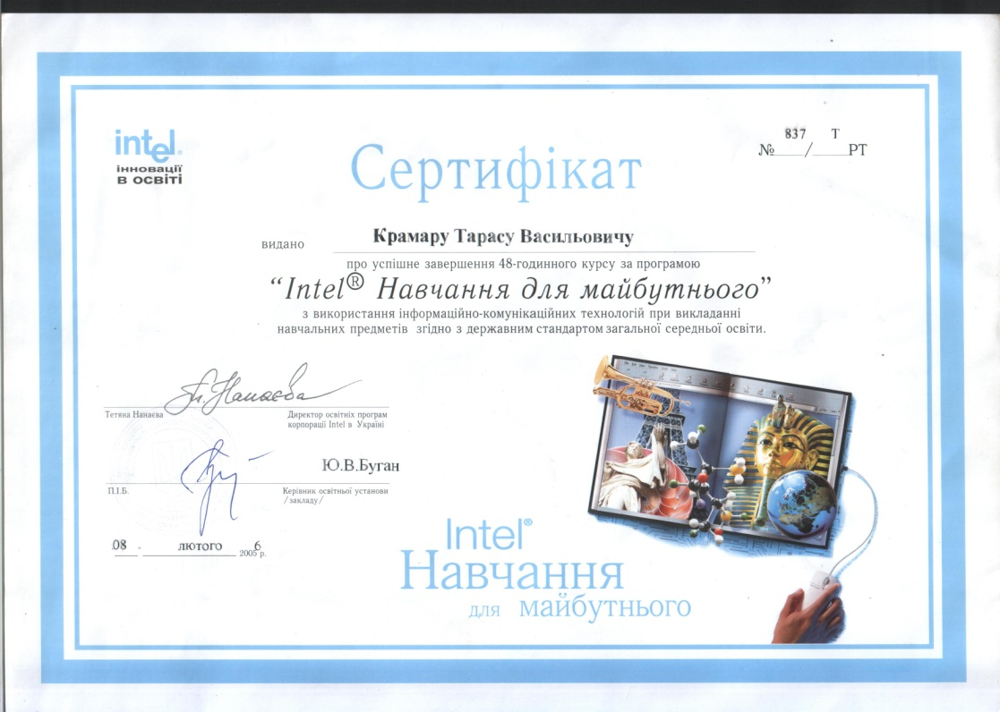 intel®
інновації
в освіті
837 Т
№____/____РТ
Сертифікат
видано Крамару Тарасу Васильовичу
про успішне завершення 48-годинного курсу за програмою
“Intel® Навчання для майбутнього”
з використання інформаційно-комунікаційних технологій при викладанні
навчальних предметів згідно з державним стандартом загальної середньої освіти.
Тетяна Нанаєва Директор освітніх програм
корпорації Intel в Україні
Ю.В.Буган
П.І.Б. Керівник освітньої установи
/закладу/
08 " лютого 6
2005 р.
Intel®
Навчання
для майбутнього